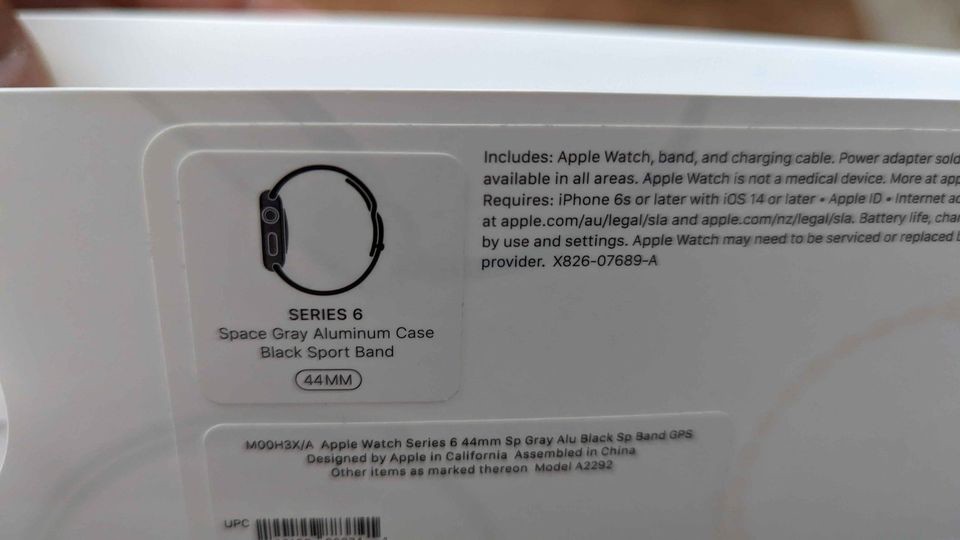 Includes: Apple Watch, band, and charging cable. Power adapter sold
available in all areas. Apple Watch is not a medical device. More at
Requires: iPhone 6s or later with iOS 14 or later • Apple ID • Internet
at apple.com/au/legal/sla and apple.com/nz/legal/sla. Battery life,
by use and settings. Apple Watch may need to be serviced or replaced
provider. X826-07689-A
SERIES 6
Space Gray Aluminum Case
Black Sport Band
44MM
M00H3X/A Apple Watch Series 6 44mm Sp Gray Alu Black Sp Band GPS
Designed by Apple in California Assembled in China
Other items as marked thereon Model A2292
UPC